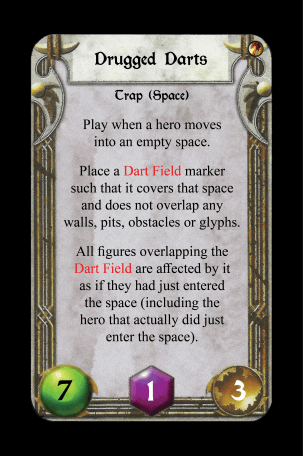 Drugged Darts
Trap (Space)
Play when a hero moves
into an empty space.
Place a Dart Field marker
such that it covers that space
and does not overlap any
walls, pits, obstacles or glyphs.
All figures overlapping the
Dart Field are affected by it
as if they had just entered
the space (including the
hero that actually did just
enter the space).
7 1 3